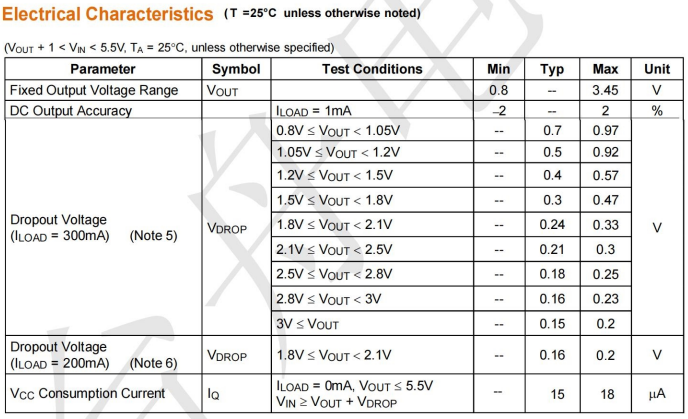 Electrical Characteristics (T =25°C unless otherwise noted)
(VOUT + 1 < VIN < 5.5V, TA = 25°C, unless otherwise specified)
Parameter Symbol Test Conditions Min Typ Max Unit
Fixed Output Voltage Range VOUT 0.8 -- 3.45 V
DC Output Accuracy ILOAD = 1mA –2 -- 2 %
Dropout Voltage (ILOAD = 300mA) (Note 5) VDROP 0.8V ≤ VOUT < 1.05V -- 0.7 0.97 V
1.05V ≤ VOUT < 1.2V -- 0.5 0.92
1.2V ≤ VOUT < 1.5V -- 0.4 0.57
1.5V ≤ VOUT < 1.8V -- 0.3 0.47
1.8V ≤ VOUT < 2.1V -- 0.24 0.33
2.1V ≤ VOUT < 2.5V -- 0.21 0.3
2.5V ≤ VOUT < 2.8V -- 0.18 0.25
2.8V ≤ VOUT < 3V -- 0.16 0.23
3V ≤ VOUT -- 0.15 0.2
Dropout Voltage
(ILOAD = 200mA) (Note 6) VDROP 1.8V ≤ VOUT < 2.1V -- 0.16 0.2 V
VCC Consumption Current IQ ILOAD = 0mA, VOUT ≤ 5.5V
VIN ≥ VOUT + VDROP -- 15 18 μA